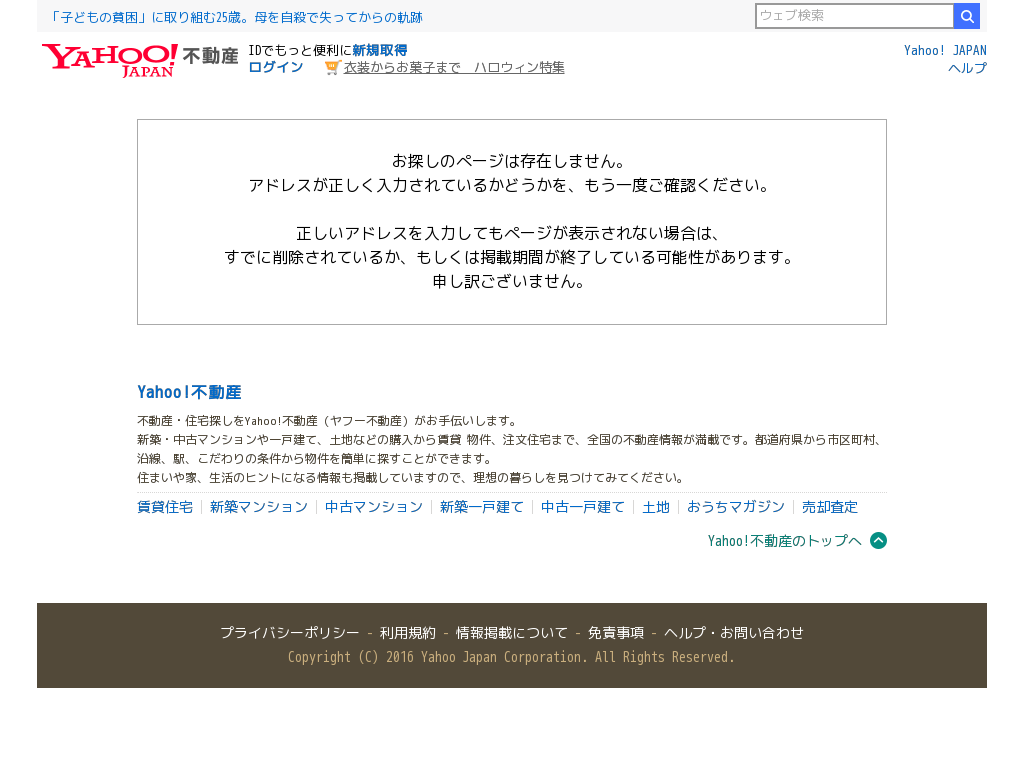 「子どもの貧困」に取り組む25歳。母を自殺で失ってからの軌跡
ウェブ検索
YAHOO! JAPAN 不動産
IDでもっと便利に新規取得
ログイン
衣装からお菓子まで　ハロウィン特集
Yahoo! JAPAN
ヘルプ
お探しのページは存在しません。
アドレスが正しく入力されているかどうかを、もう一度ご確認ください。
正しいアドレスを入力してもページが表示されない場合は、
すでに削除されているか、もしくは掲載期間が終了している可能性があります。
申し訳ございません。
Yahoo!不動産
不動産・住宅探しをYahoo!不動産（ヤフー不動産）がお手伝いします。
新築・中古マンションや一戸建て、土地などの購入から賃貸 物件、注文住宅まで、全国の不動産情報が満載です。都道府県から市区町村、
沿線、駅、こだわりの条件から物件を簡単に探すことができます。
住まいや家、生活のヒントになる情報も掲載していますので、理想の暮らしを見つけてみてください。
賃貸住宅 新築マンション 中古マンション 新築一戸建て 中古一戸建て 土地 おうちマガジン 売却査定
Yahoo!不動産のトップへ
プライバシーポリシー - 利用規約 - 情報掲載について - 免責事項 - ヘルプ・お問い合わせ
Copyright (C) 2016 Yahoo Japan Corporation. All Rights Reserved.